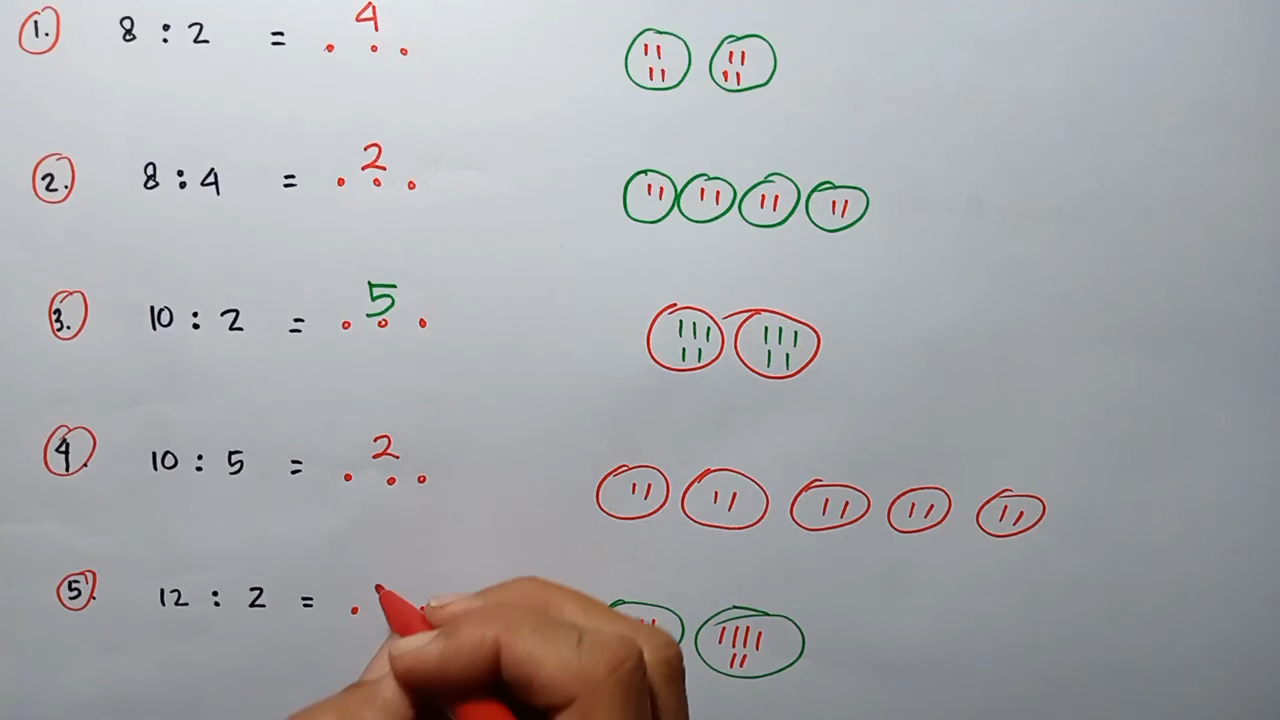 1. 8 : 2 = . 4 . .
2. 8 : 4 = . 2 . .
3. 10 : 2 = . 5 . .
4. 10 : 5 = . 2 . .
5. 12 : 2 = .